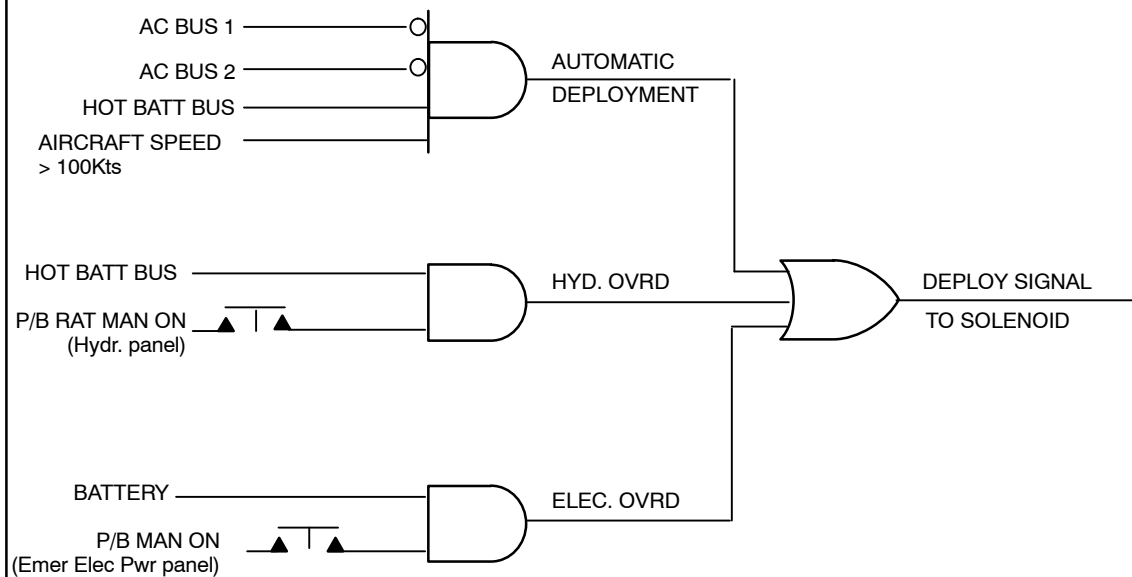 AC BUS 1
AC BUS 2
HOT BATT BUS
AIRCRAFT SPEED
> 100Kts
AUTOMATIC
DEPLOYMENT
HOT BATT BUS
P/B RAT MAN ON
(Hydr. panel)
HYD. OVRD
DEPLOY SIGNAL
TO SOLENOID
BATTERY
P/B MAN ON
(Emer Elec Pwr panel)
ELEC. OVRD